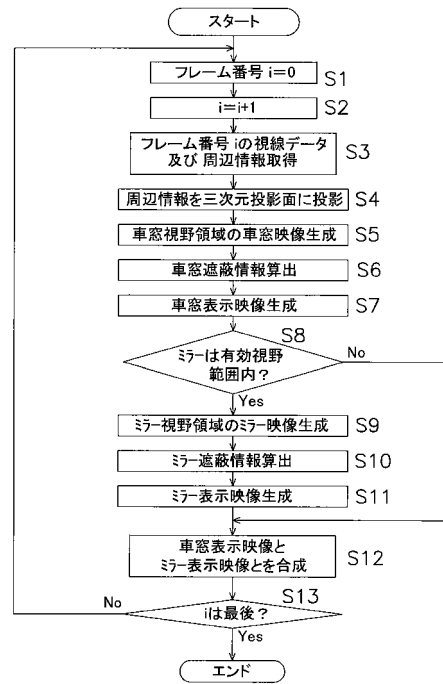 スタート
フレーム番号 i=0
S1
i=i+1
S2
フレーム番号 iの視線データ
及び 周辺情報取得
S3
周辺情報を三次元投影面に投影
S4
車窓視野領域の車窓映像生成
S5
車窓遮蔽情報算出
S6
車窓表示映像生成
S7
S8
ミラーは有効視野
範囲内?
No
Yes
ミラー視野領域のミラー映像生成
S9
ミラー遮蔽情報算出
S10
ミラー表示映像生成
S11
車窓表示映像と
ミラー表示映像とを合成
S12
S13
No
iは最後?
Yes
エンド